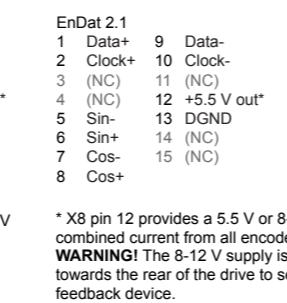 EnDat 2.1
1 Data+ 9 Data-
2 Clock+ 10 Clock-
3 (NC) 11 (NC)
* 4 (NC) 12 +5.5 V out*
5 Sin- 13 DGND
6 Sin+ 14 (NC)
7 Cos- 15 (NC)
8 Cos+
V * X8 pin 12 provides a 5.5 V or 8-
combined current from all encode
WARNING! The 8-12 V supply is
towards the rear of the drive to se
feedback device.